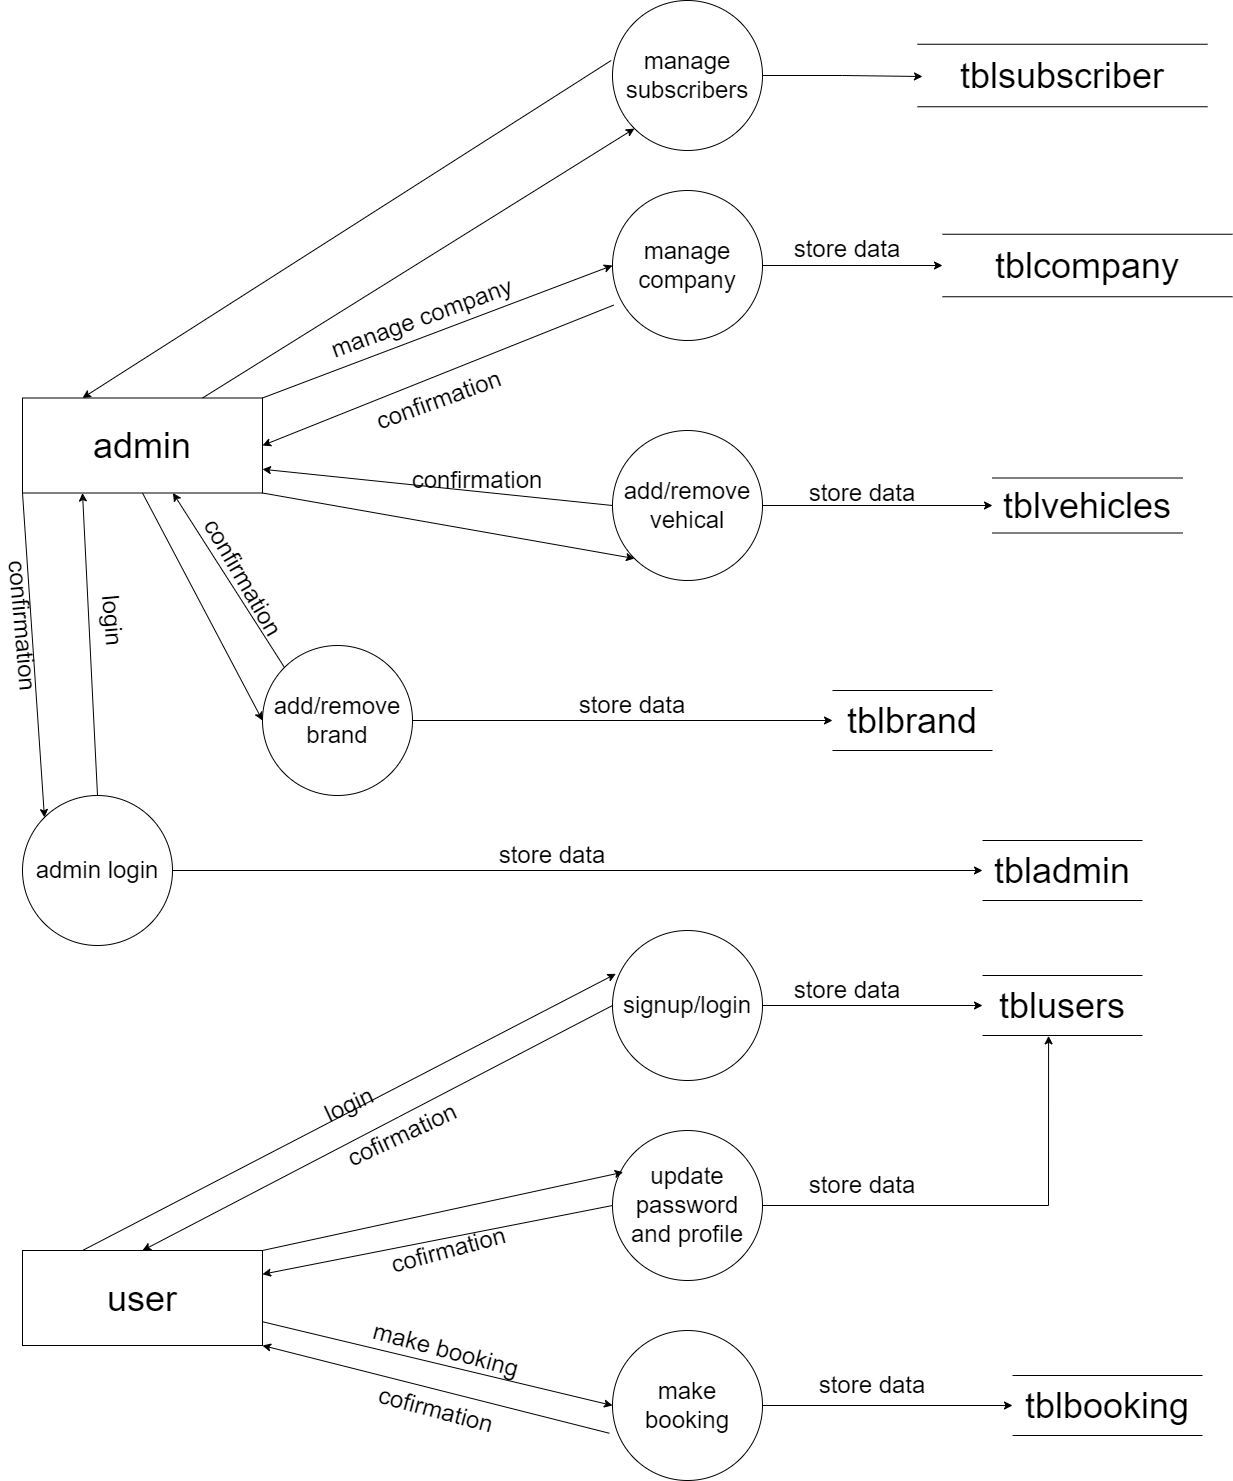 manage
subscribers
tblsubscriber
manage
company
store data
tblcompany
manage company
confirmation
admin
confirmation
add/remove
vehical
store data
tblvehicles
confirmation
confirmation
login
add/remove
brand
store data
tblbrand
admin login
store data
tbladmin
signup/login
store data
tblusers
login
cofirmation
update
password
and profile
store data
cofirmation
user
make booking
cofirmation
make
booking
store data
tblbooking